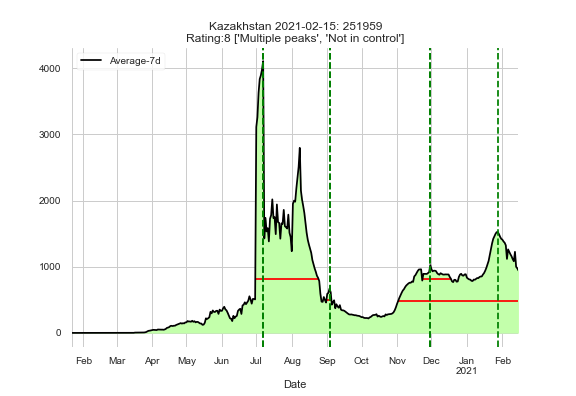 Kazakhstan 2021-02-15: 251959
Rating:8 ['Multiple peaks', 'Not in control']
Average-7d
4000
3000
2000
1000
0
Feb Mar Apr May Jun Jul Aug Sep Oct Nov Dec Jan Feb
2021
Date